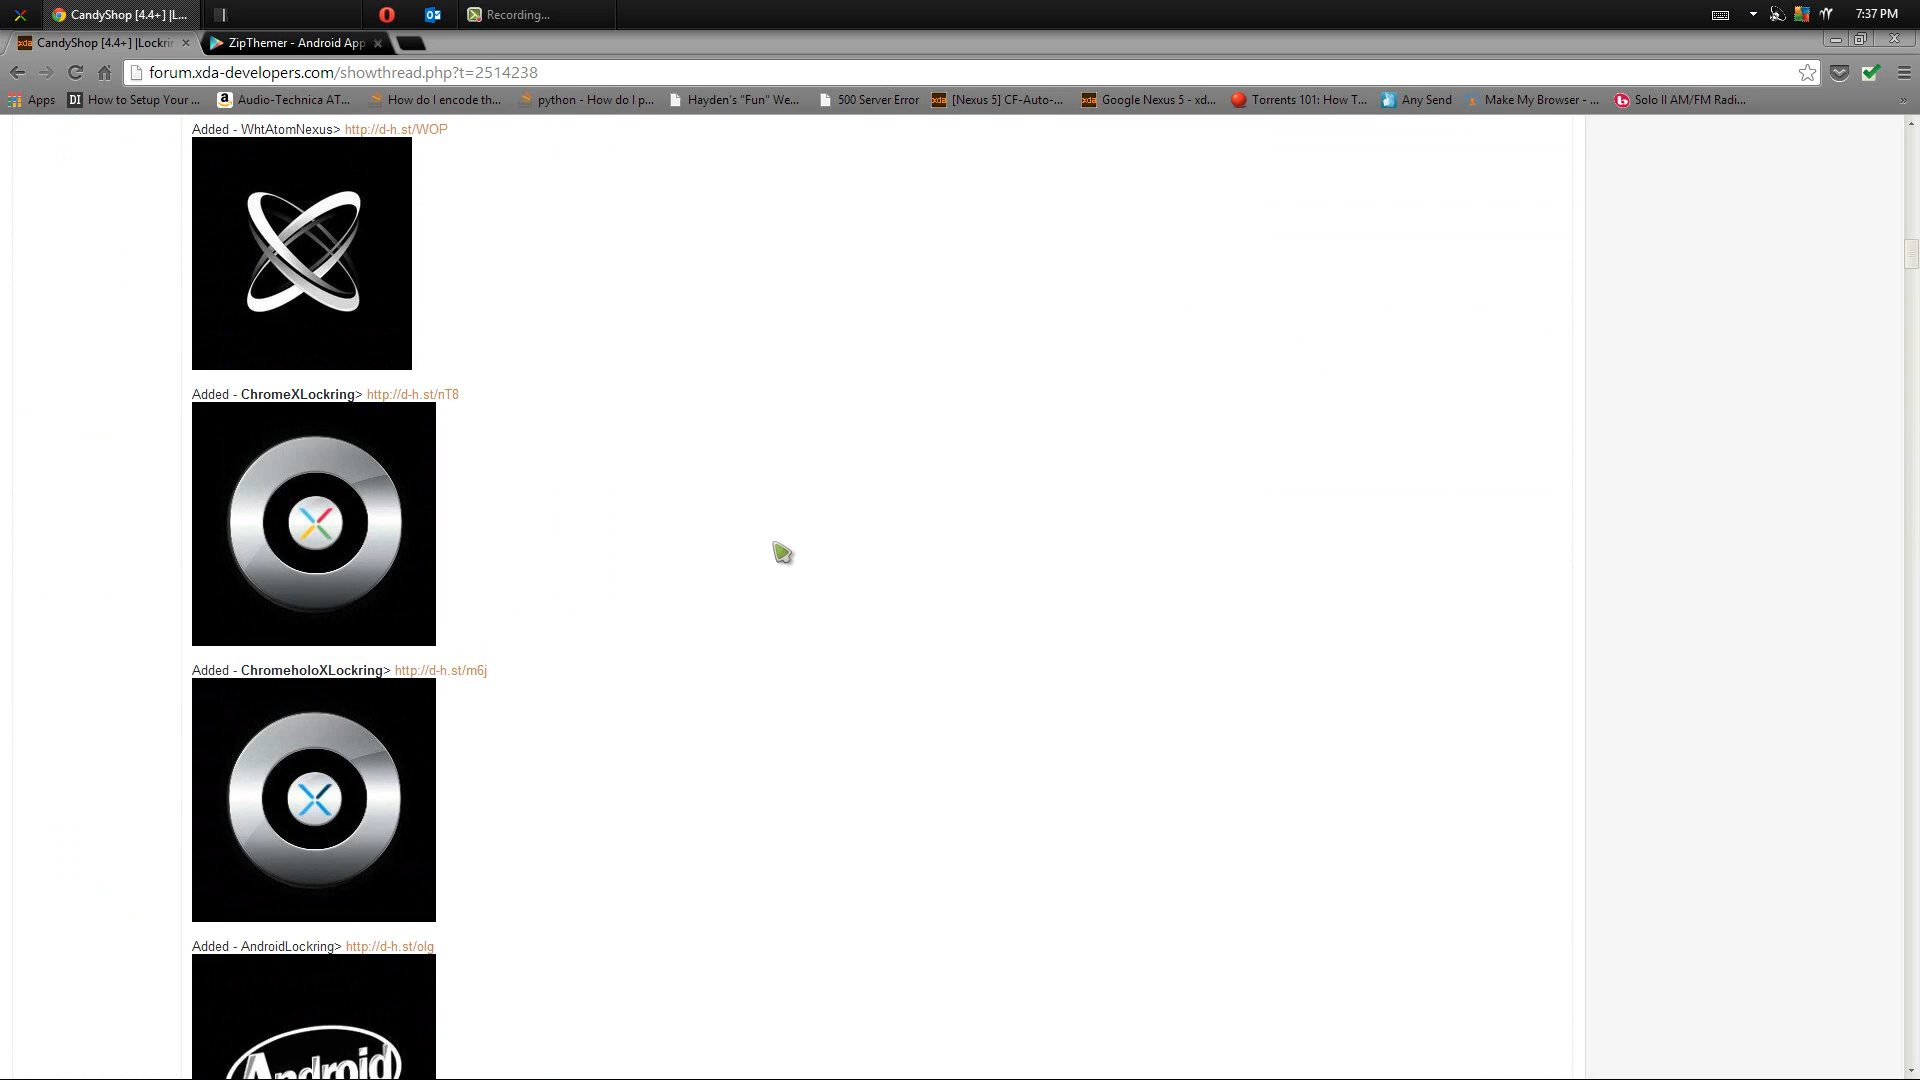 CandyShop [4.4+] |L...
Recording...
7:37 PM
CandyShop [4.4+] |Lockrin
ZipThemer - Android App
forum.xda-developers.com/showthread.php?t=2514238
Apps
DI
How to Setup Your ...
Audio-Technica AT...
How do I encode th...
python - How do I p...
Hayden's "Fun" We...
500 Server Error
[Nexus 5] CF-Auto-...
Google Nexus 5 - xd...
Torrents 101: How T...
Any Send
Make My Browser - ...
Solo II AM/FM Radi...
Added - WhtAtomNexus> http://d-h.st/WOP
Added - ChromeXLockring> http://d-h.st/nT8
Added - ChromeholoXLockring> http://d-h.st/m6j
Added - AndroidLockring> http://d-h.st/olg
Android